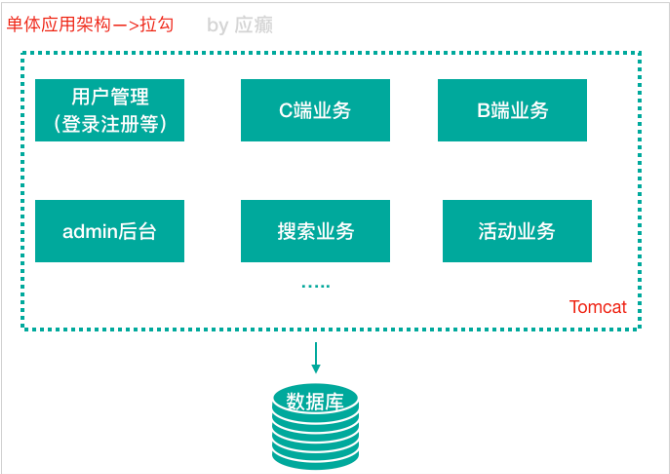 单体应用架构—>拉勾 by 应癫
用户管理
（登录注册等）
C端业务
B端业务
admin后台
搜索业务
活动业务
·····
Tomcat
数据库